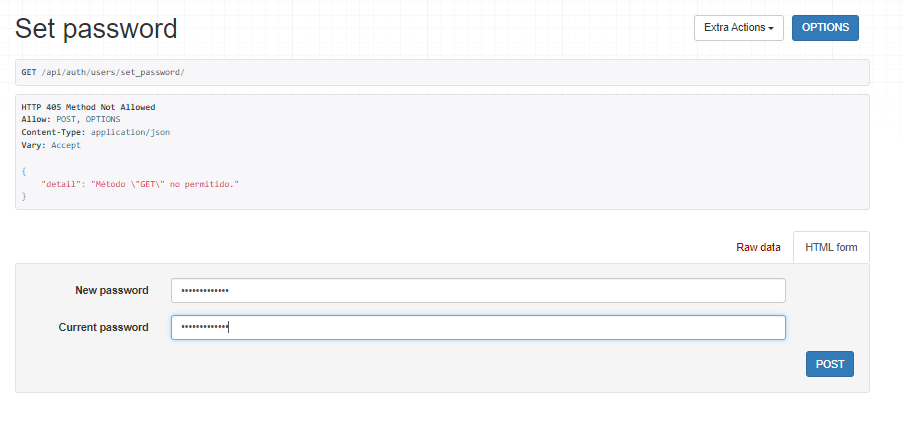 Set password
Extra Actions
OPTIONS
GET /api/auth/users/set_password/
HTTP 405 Method Not Allowed
Allow: POST, OPTIONS
Content-Type: application/json
Vary: Accept
{
    "detail": "Método \"GET\" no permitido."
}
Raw data
HTML form
New password •••••••••••••
Current password •••••••••••••
POST